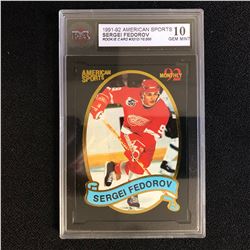 1991-92 AMERICAN SPORTS
SERGEI FEDOROV
10
GEM MINT
AMERICAN
SPORTS
MONTHLY
SERGEI FEDOROV